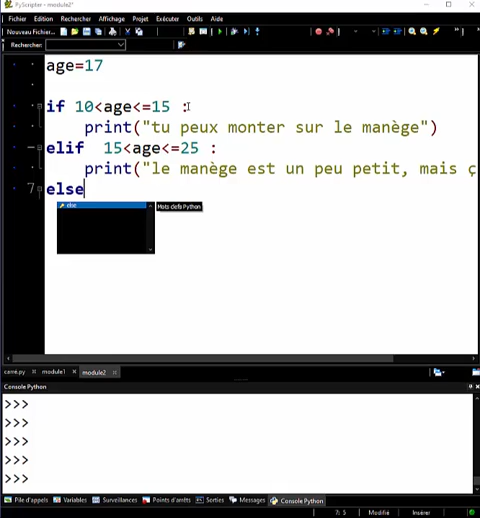 PyScripter - module2*
Fichier Edition Rechercher Affichage Projet Exécuter Outils Aide
Nouveau Fichier...
Rechercher:
age=17
if 10<age<=15 :
print("tu peux monter sur le manège")
elif 15<age<=25 :
print("le manège est un peu petit, mais ç
7 else
else
Mots clefs Python
carré.py module1 module2
Console Python
>>>
>>>
>>>
>>>
>>>
Pile d'appels Variables Surveillances Points d'arrêts Sorties Messages Console Python
7: 5 Modifié Insérer